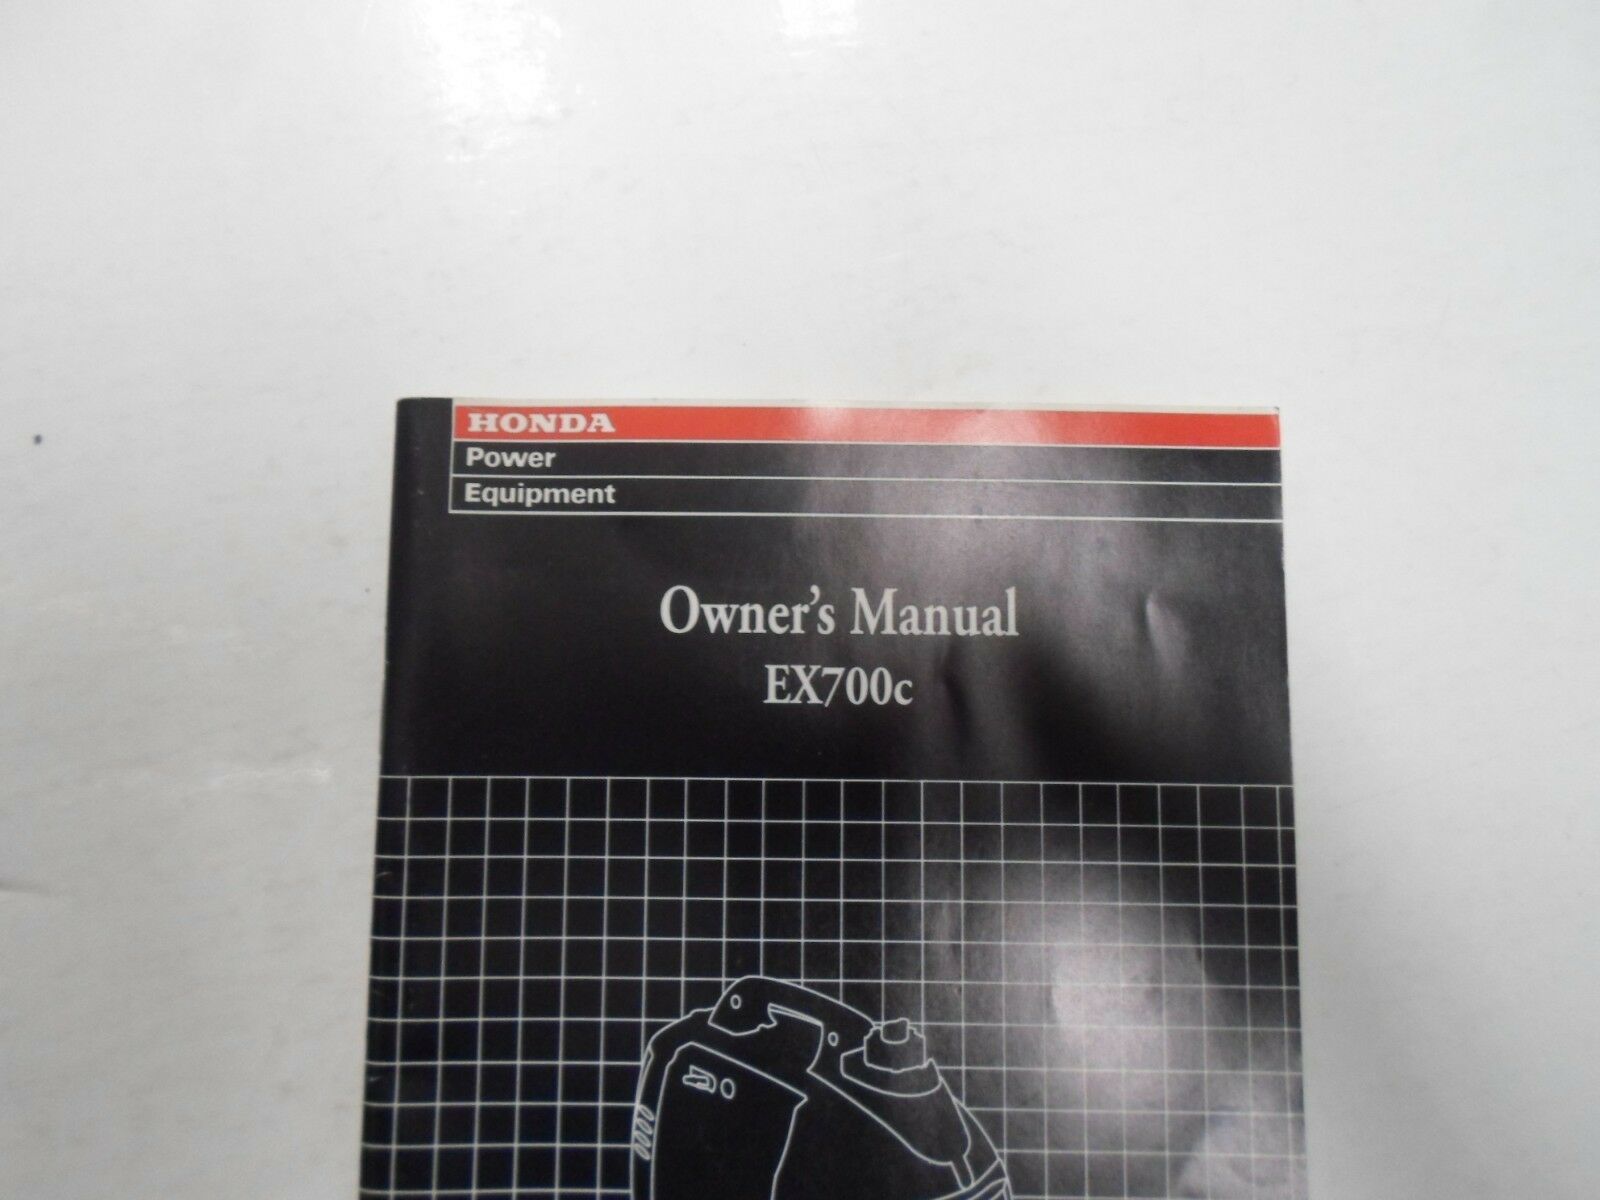 HONDA
Power
Equipment
Owner's Manual
EX700c